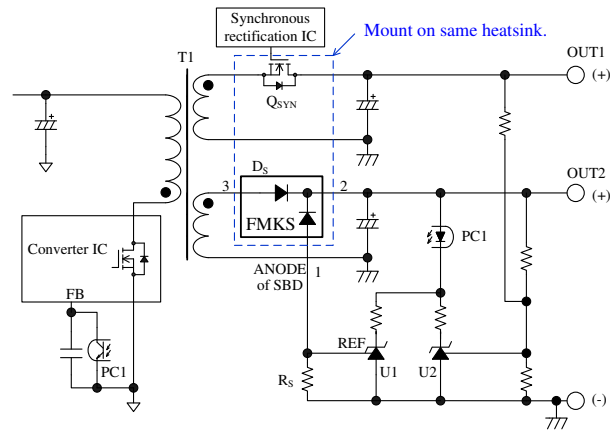 Synchronous
rectification IC
Mount on same heatsink.
OUT1
T1
(+)
+
QSYN
+
DS
OUT2
3
2
(+)
FMKS
+
Converter IC
PC1
ANODE
of SBD
1
FB
REF
U1
U2
PC1
RS
(-)